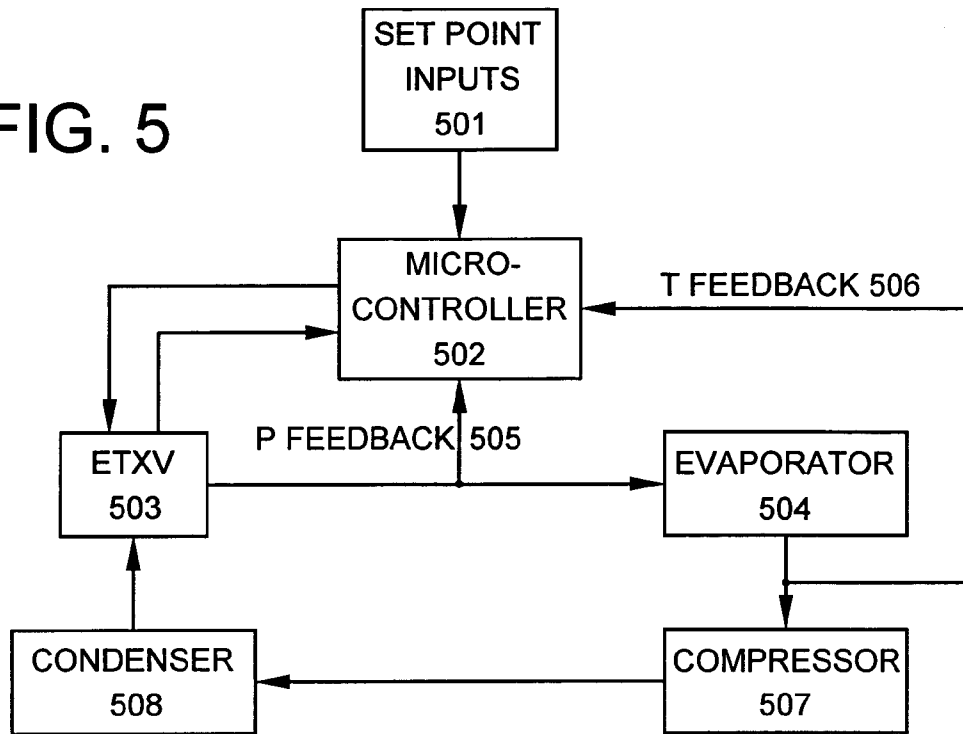 FIG. 5
SET POINT
INPUTS
501
MICRO-
CONTROLLER
502
T FEEDBACK 506
P FEEDBACK 505
ETXV
503
EVAPORATOR
504
CONDENSER
508
COMPRESSOR
507